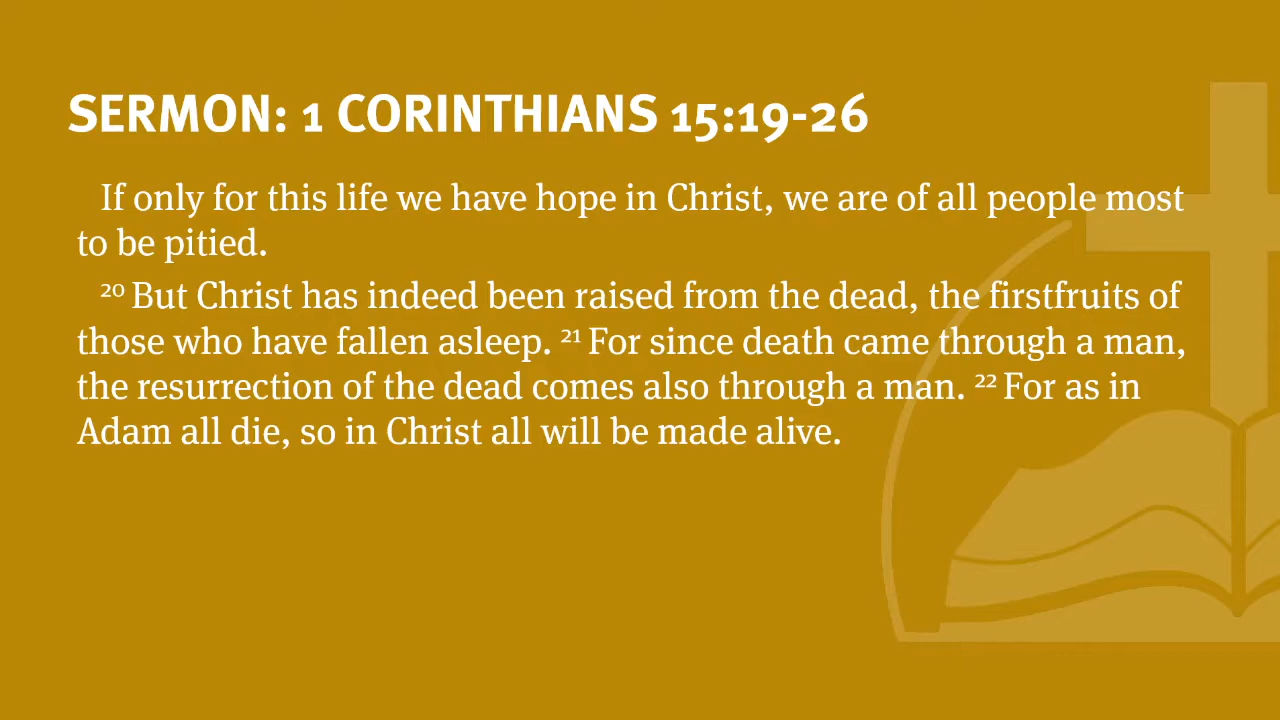 SERMON: 1 CORINTHIANS 15:19-26
If only for this life we have hope in Christ, we are of all people most
to be pitied.
²⁰ But Christ has indeed been raised from the dead, the firstfruits of
those who have fallen asleep. ²¹ For since death came through a man,
the resurrection of the dead comes also through a man. ²² For as in
Adam all die, so in Christ all will be made alive.